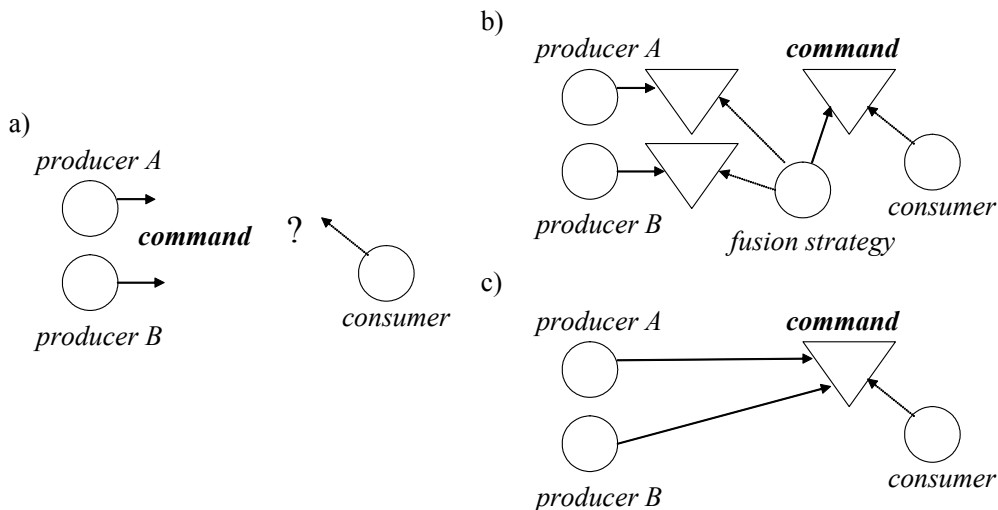 a)
producer A
command
?
producer B
consumer
b)
producer A
command
producer B
fusion strategy
consumer
c)
producer A
command
producer B
consumer